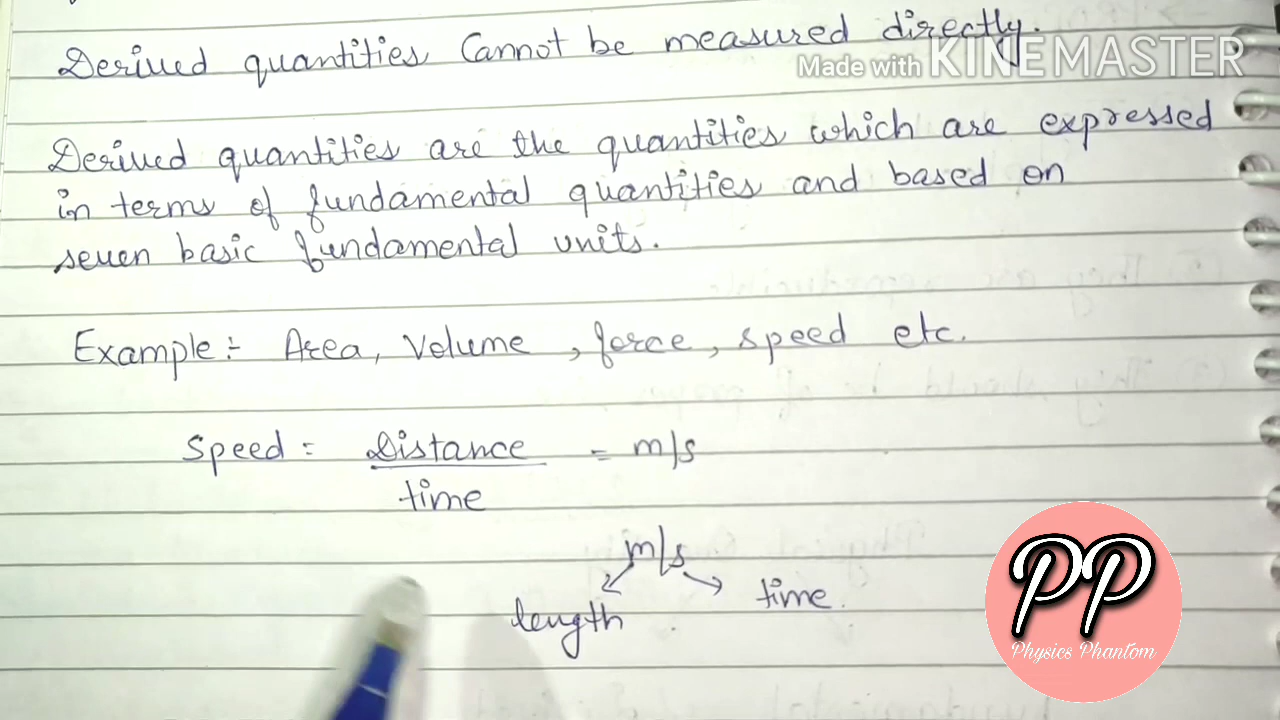 Derived quantities Cannot be measured directly.
Made with KINEMASTER
Derived quantities are the quantities which are expressed
in terms of fundamental quantities and based on
seven basic fundamental units.
Example:- Area, Volume, force, speed etc.
Speed = Distance = m/s
time
m/s
length time.
PP
Physics Phantom